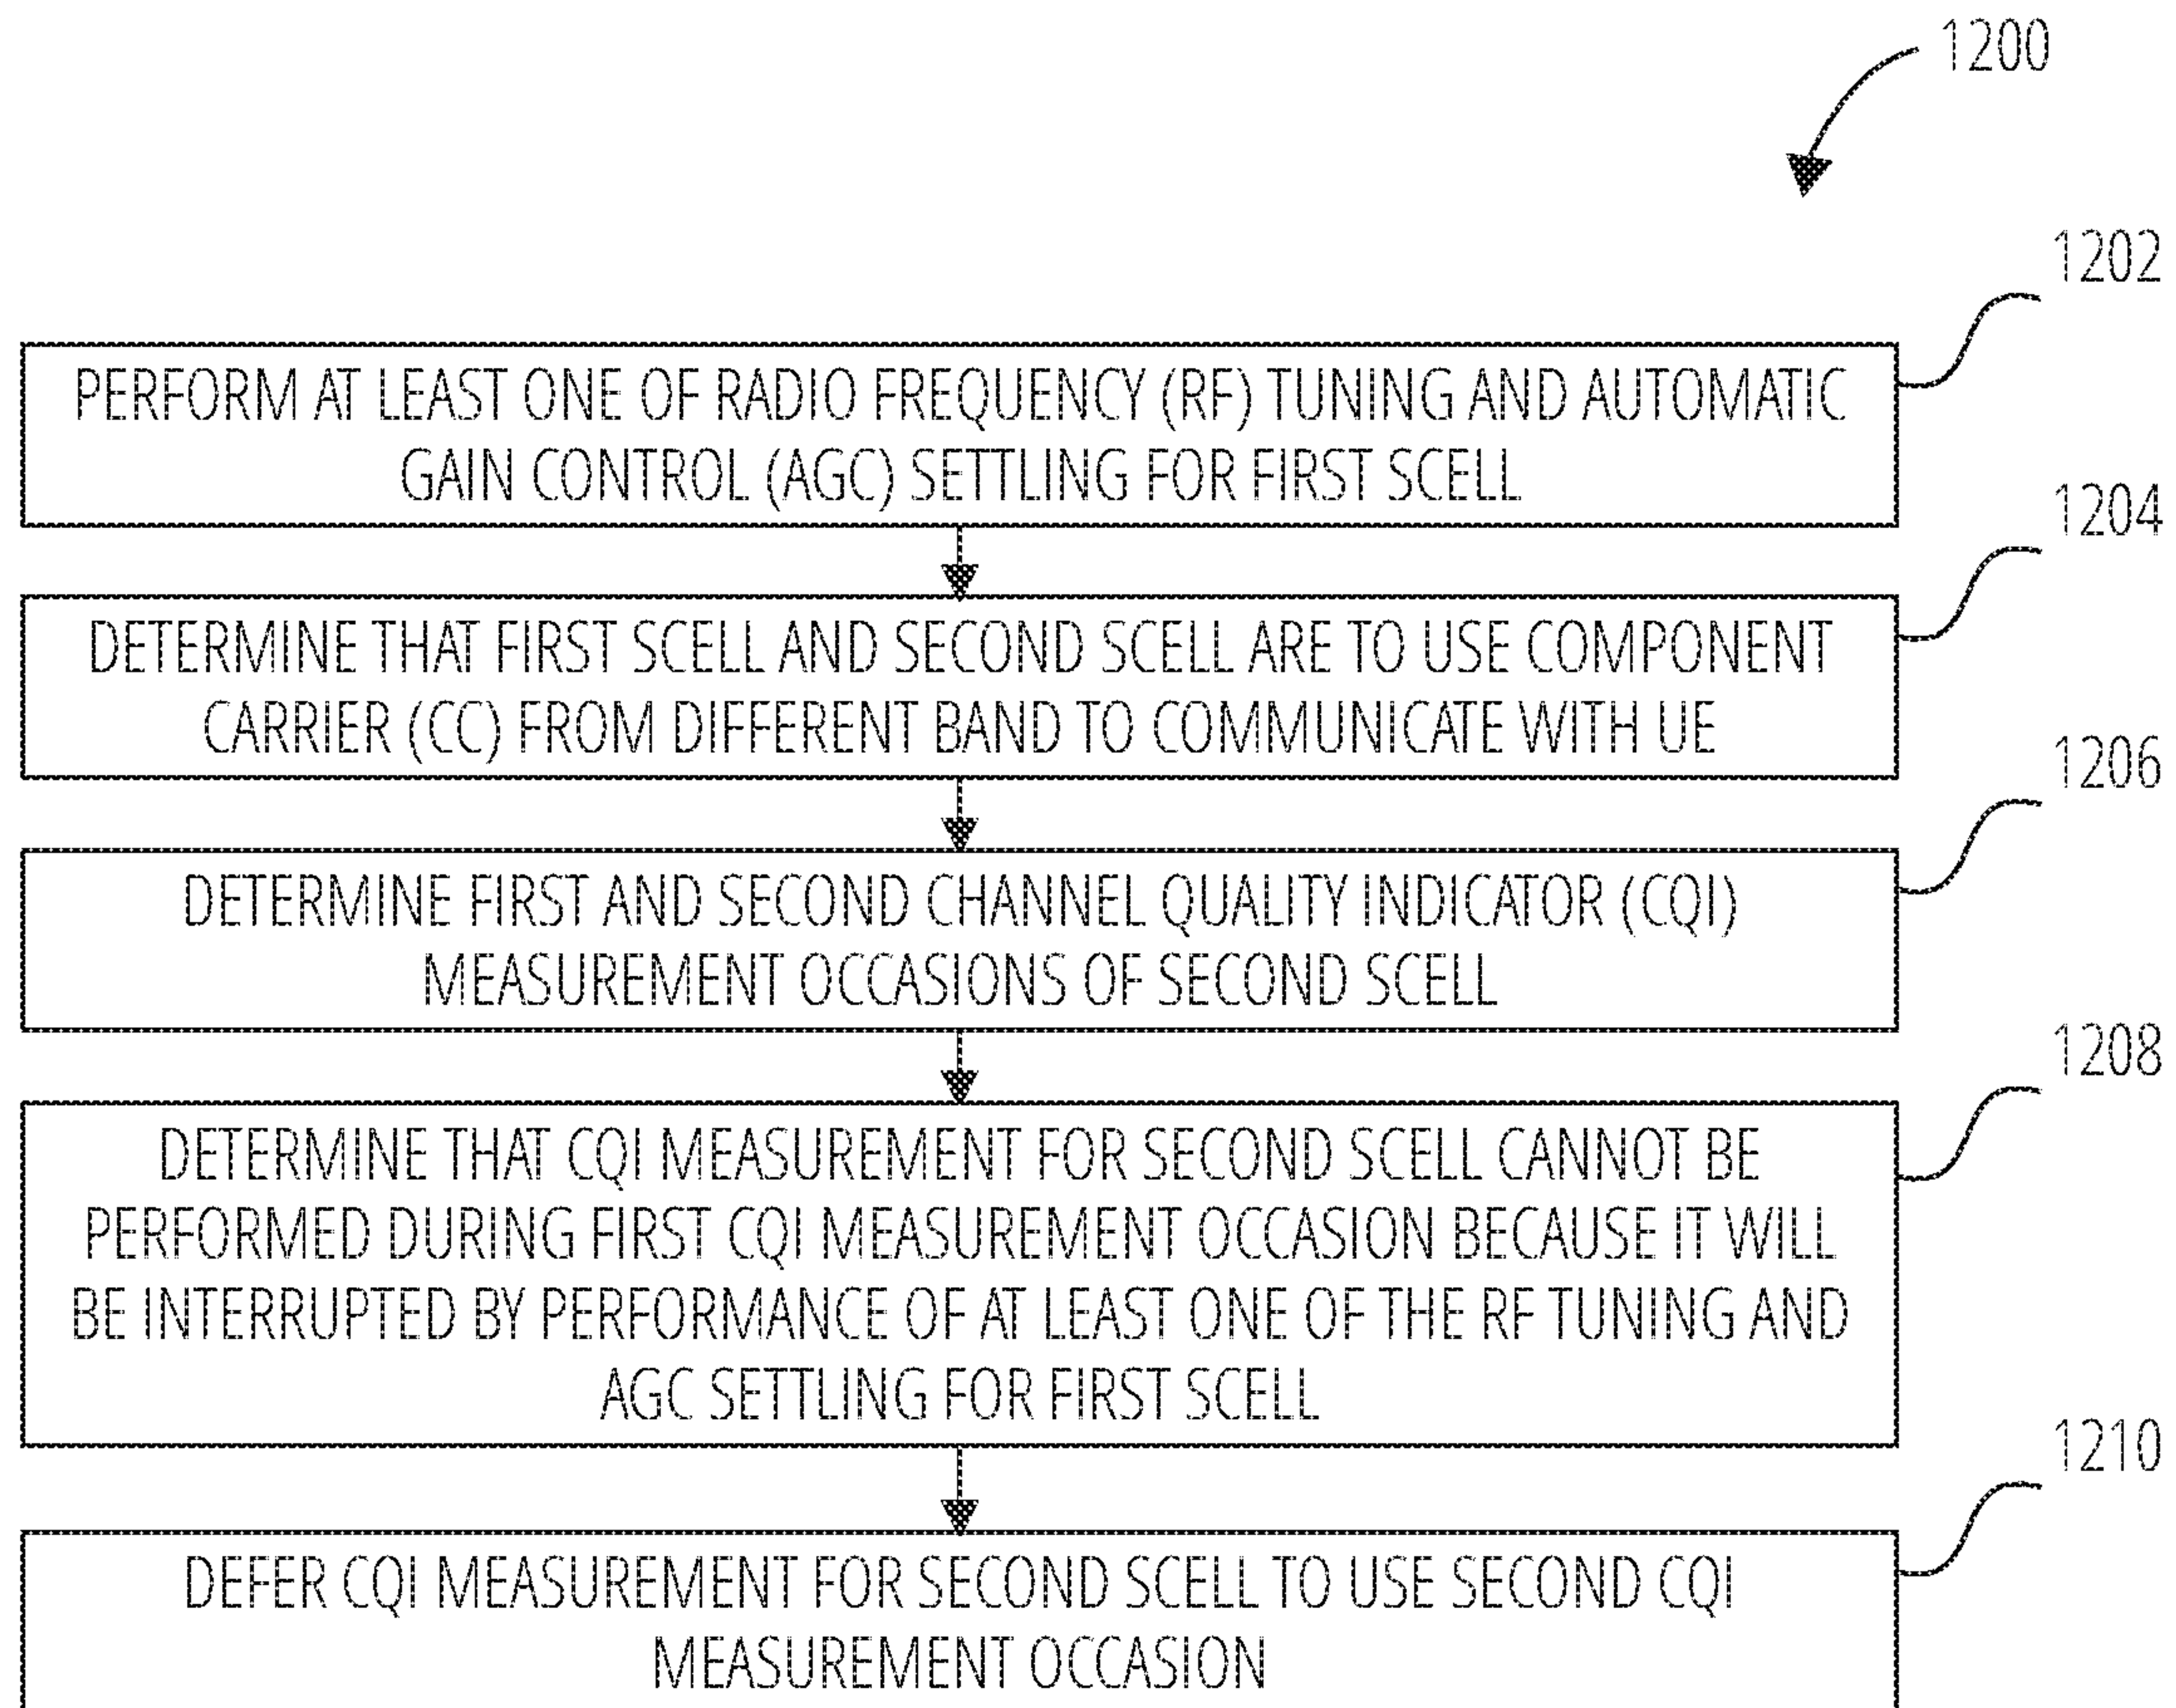 1200
1202
PERFORM AT LEAST ONE OF RADIO FREQUENCY (RF) TUNING AND AUTOMATIC
GAIN CONTROL (AGC) SETTLING FOR FIRST SCELL
1204
DETERMINE THAT FIRST SCELL AND SECOND SCELL ARE TO USE COMPONENT
CARRIER (CC) FROM DIFFERENT BAND TO COMMUNICATE WITH UE
1206
DETERMINE FIRST AND SECOND CHANNEL QUALITY INDICATOR (CQI)
MEASUREMENT OCCASIONS OF SECOND SCELL
1208
DETERMINE THAT CQI MEASUREMENT FOR SECOND SCELL CANNOT BE
PERFORMED DURING FIRST CQI MEASUREMENT OCCASION BECAUSE IT WILL
BE INTERRUPTED BY PERFORMANCE OF AT LEAST ONE OF THE RF TUNING AND
AGC SETTLING FOR FIRST SCELL
1210
DEFER CQI MEASUREMENT FOR SECOND SCELL TO USE SECOND CQI
MEASUREMENT OCCASION